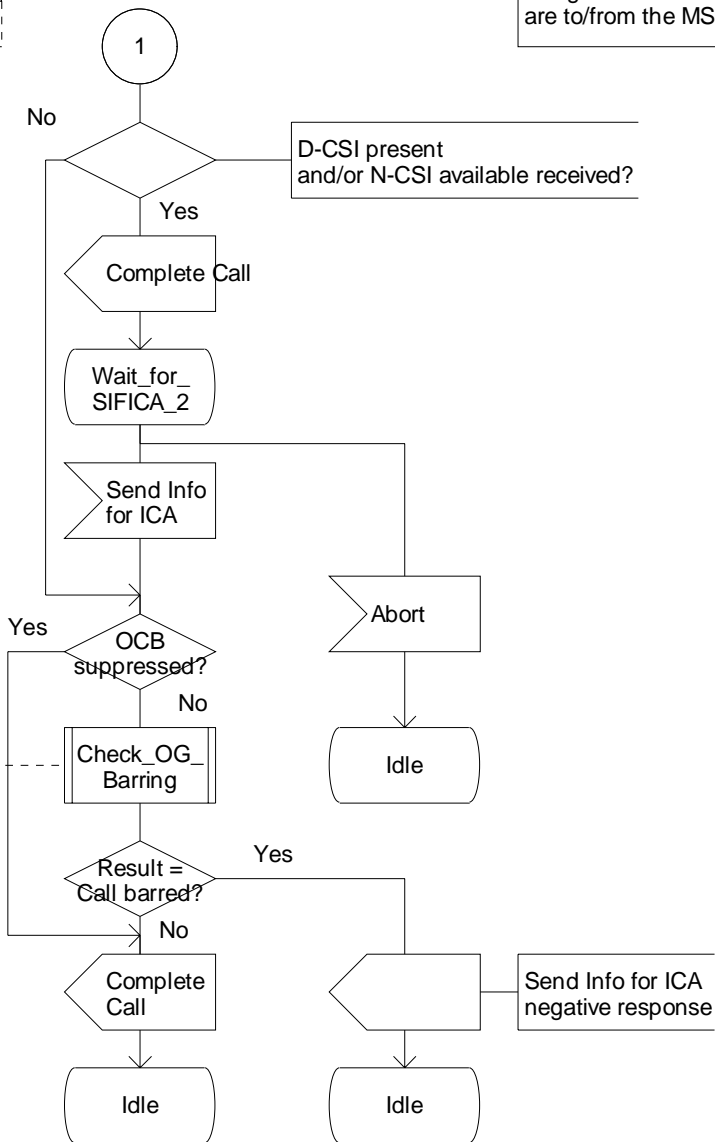 are to/from the MS
1
No
D-CSI present
and/or N-CSI available received?
Yes
Complete Call
Wait_for_
SIFICA_2
Send Info
for ICA
Abort
Yes
OCB
suppressed?
No
Check_OG_
Barring
Idle
Result =
Call barred?
Yes
No
Complete
Call
Send Info for ICA
negative response
Idle
Idle